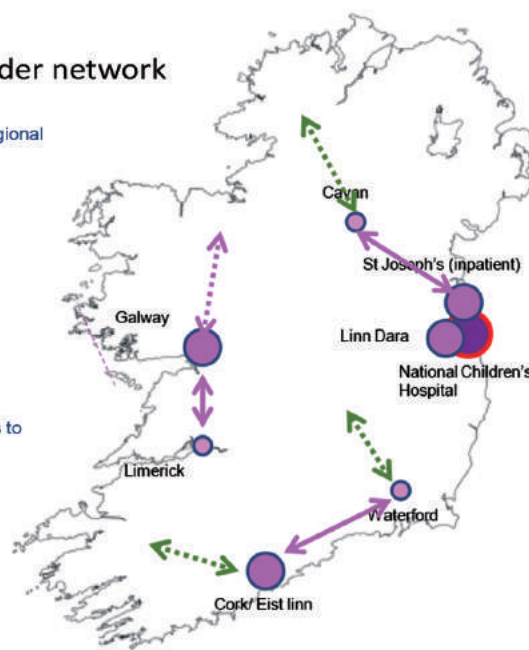 der network
gional
Cavan
St Joseph's (inpatient)
Galway
Linn Dara
National Children's
Hospital
s to
Limerick
Waterford
Cork/ Eist linn